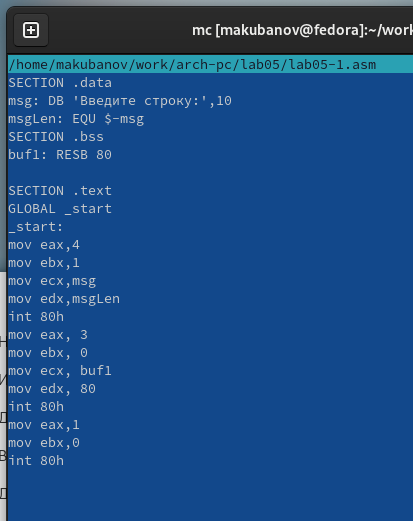 mc [makubanov@fedora]:~/work
/home/makubanov/work/arch-pc/lab05/lab05-1.asm
SECTION .data
msg: DB 'Введите строку:',10
msgLen: EQU $-msg
SECTION .bss
buf1: RESB 80
SECTION .text
GLOBAL _start
_start:
mov eax,4
mov ebx,1
mov ecx,msg
mov edx,msgLen
int 80h
mov eax, 3
mov ebx, 0
mov ecx, buf1
mov edx, 80
int 80h
mov eax,1
mov ebx,0
int 80h